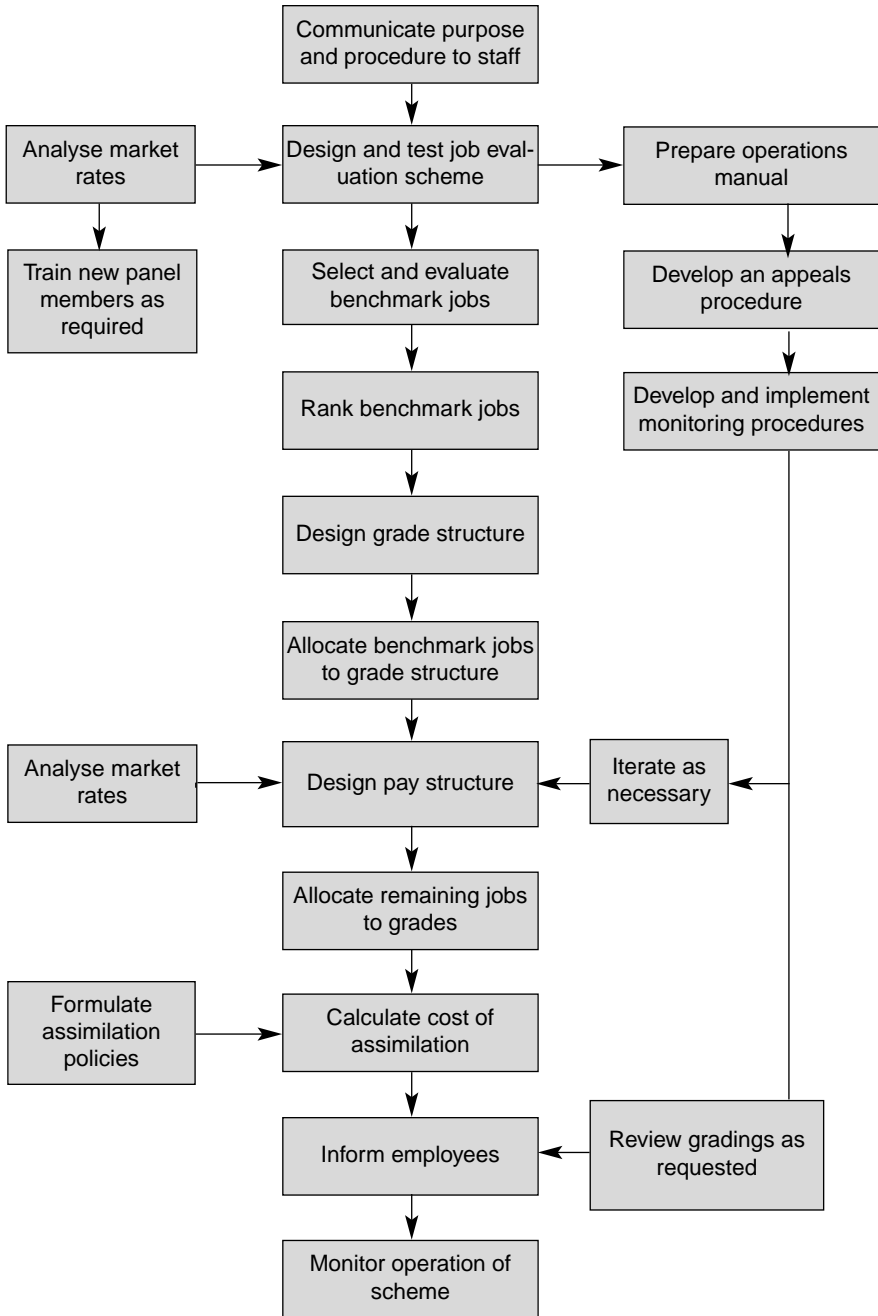 Communicate purpose
and procedure to staff
Analyse market
rates
Design and test job eval-
uation scheme
Prepare operations
manual
Train new panel
members as
required
Select and evaluate
benchmark jobs
Develop an appeals
procedure
Rank benchmark jobs
Develop and implement
monitoring procedures
Design grade structure
Allocate benchmark jobs
to grade structure
Analyse market
rates
Design pay structure
Iterate as
necessary
Allocate remaining jobs
to grades
Formulate
assimilation
policies
Calculate cost of
assimilation
Inform employees
Review gradings as
requested
Monitor operation of
scheme